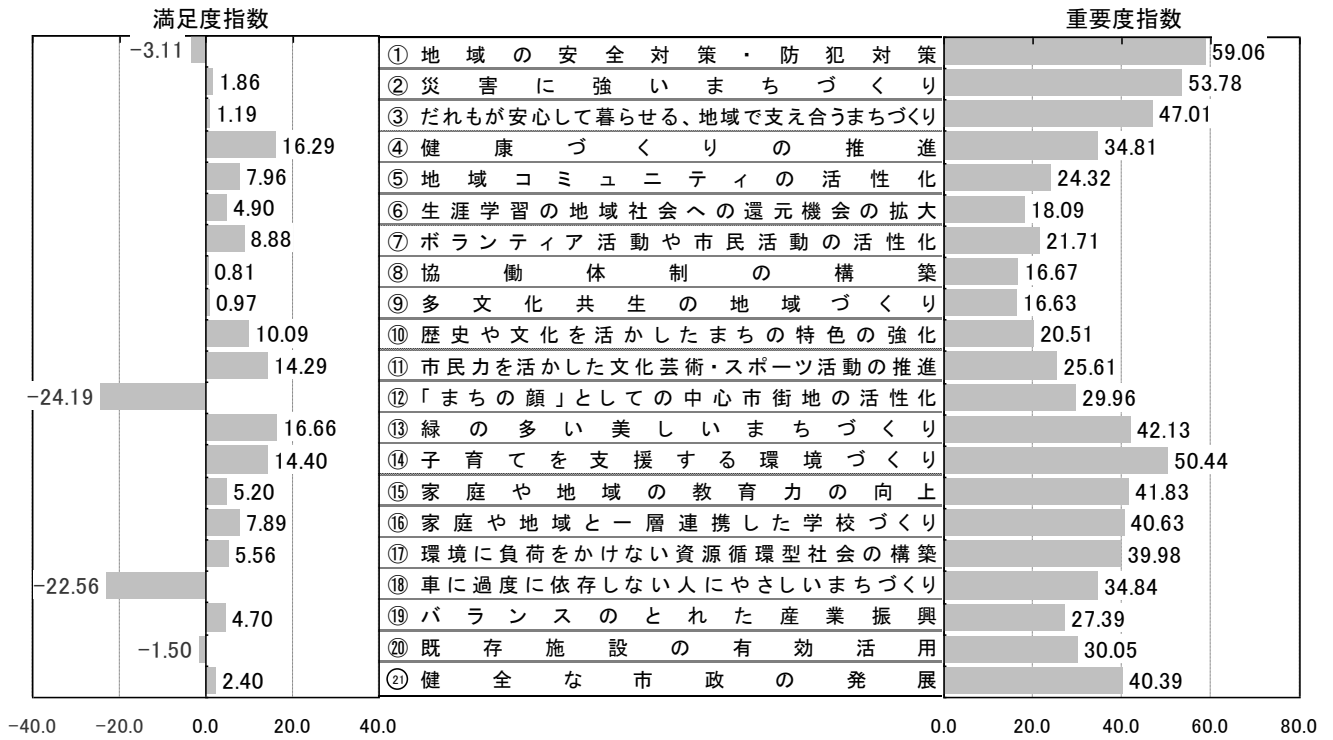 満足度指数 重要度指数
-3.11 ① 地域の安全対策・防犯対策 59.06
1.86 ② 災害に強いまちづくり 53.78
1.19 ③ だれもが安心して暮らせる、地域で支え合うまちづくり 47.01
16.29 ④ 健康づくりの推進 34.81
7.96 ⑤ 地域コミュニティの活性化 24.32
4.90 ⑥ 生涯学習の地域社会への還元機会の拡大 18.09
8.88 ⑦ ボランティア活動や市民活動の活性化 21.71
0.81 ⑧ 協働体制の構築 16.67
0.97 ⑨ 多文化共生の地域づくり 16.63
10.09 ⑩ 歴史や文化を活かしたまちの特色の強化 20.51
14.29 ⑪ 市民力を活かした文化芸術・スポーツ活動の推進 25.61
-24.19 ⑫ 「まちの顔」としての中心市街地の活性化 29.96
16.66 ⑬ 緑の多い美しいまちづくり 42.13
14.40 ⑭ 子育てを支援する環境づくり 50.44
5.20 ⑮ 家庭や地域の教育力の向上 41.83
7.89 ⑯ 家庭や地域と一層連携した学校づくり 40.63
5.56 ⑰ 環境に負荷をかけない資源循環型社会の構築 39.98
-22.56 ⑱ 車に過度に依存しない人にやさしいまちづくり 34.84
4.70 ⑲ バランスのとれた産業振興 27.39
-1.50 ⑳ 既存施設の有効活用 30.05
2.40 ㉑ 健全な市政の発展 40.39
-40.0 -20.0 0.0 20.0 40.0 0.0 20.0 40.0 60.0 80.0